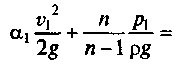 α₁ v₁²/2g + n/(n−1) p₁/ρg =